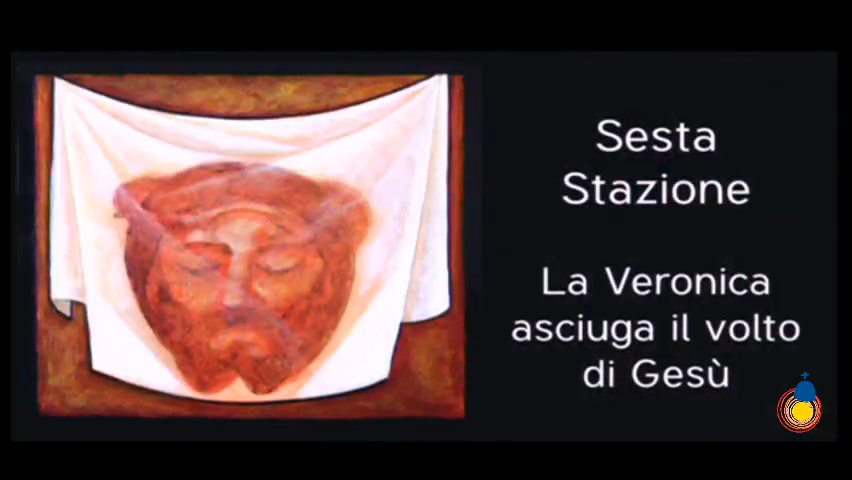 Sesta
Stazione
La Veronica
asciuga il volto
di Gesù